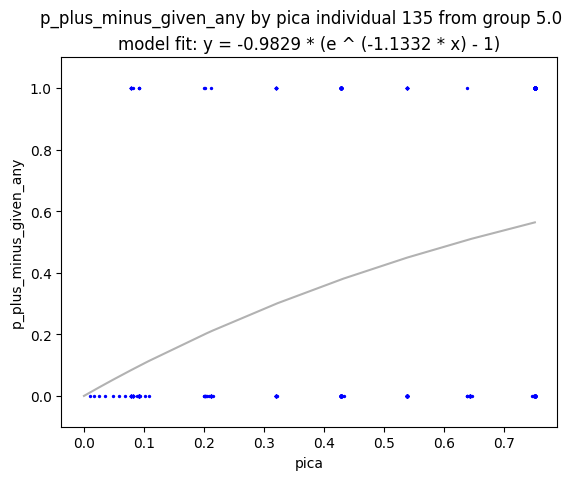 p_plus_minus_given_any by pica individual 135 from group 5.0
model fit: y = -0.9829 * (e ^ (-1.1332 * x) - 1)
1.0
0.8
0.6
0.4
0.2
0.0
p_plus_minus_given_any
0.0 0.1 0.2 0.3 0.4 0.5 0.6 0.7
pica